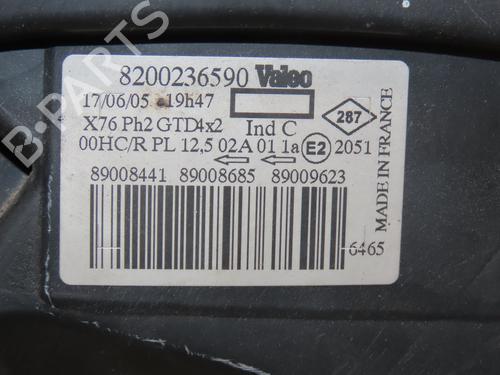 8200236590 Valeo
17/06/05 19h47
287
X76 Ph2 GTD4x2 Ind C
00HC/R PL 12,5 02A 01 1a E2 2051
89008441 89008685 89009623
6465
MADE IN FRANCE
B-PARTS